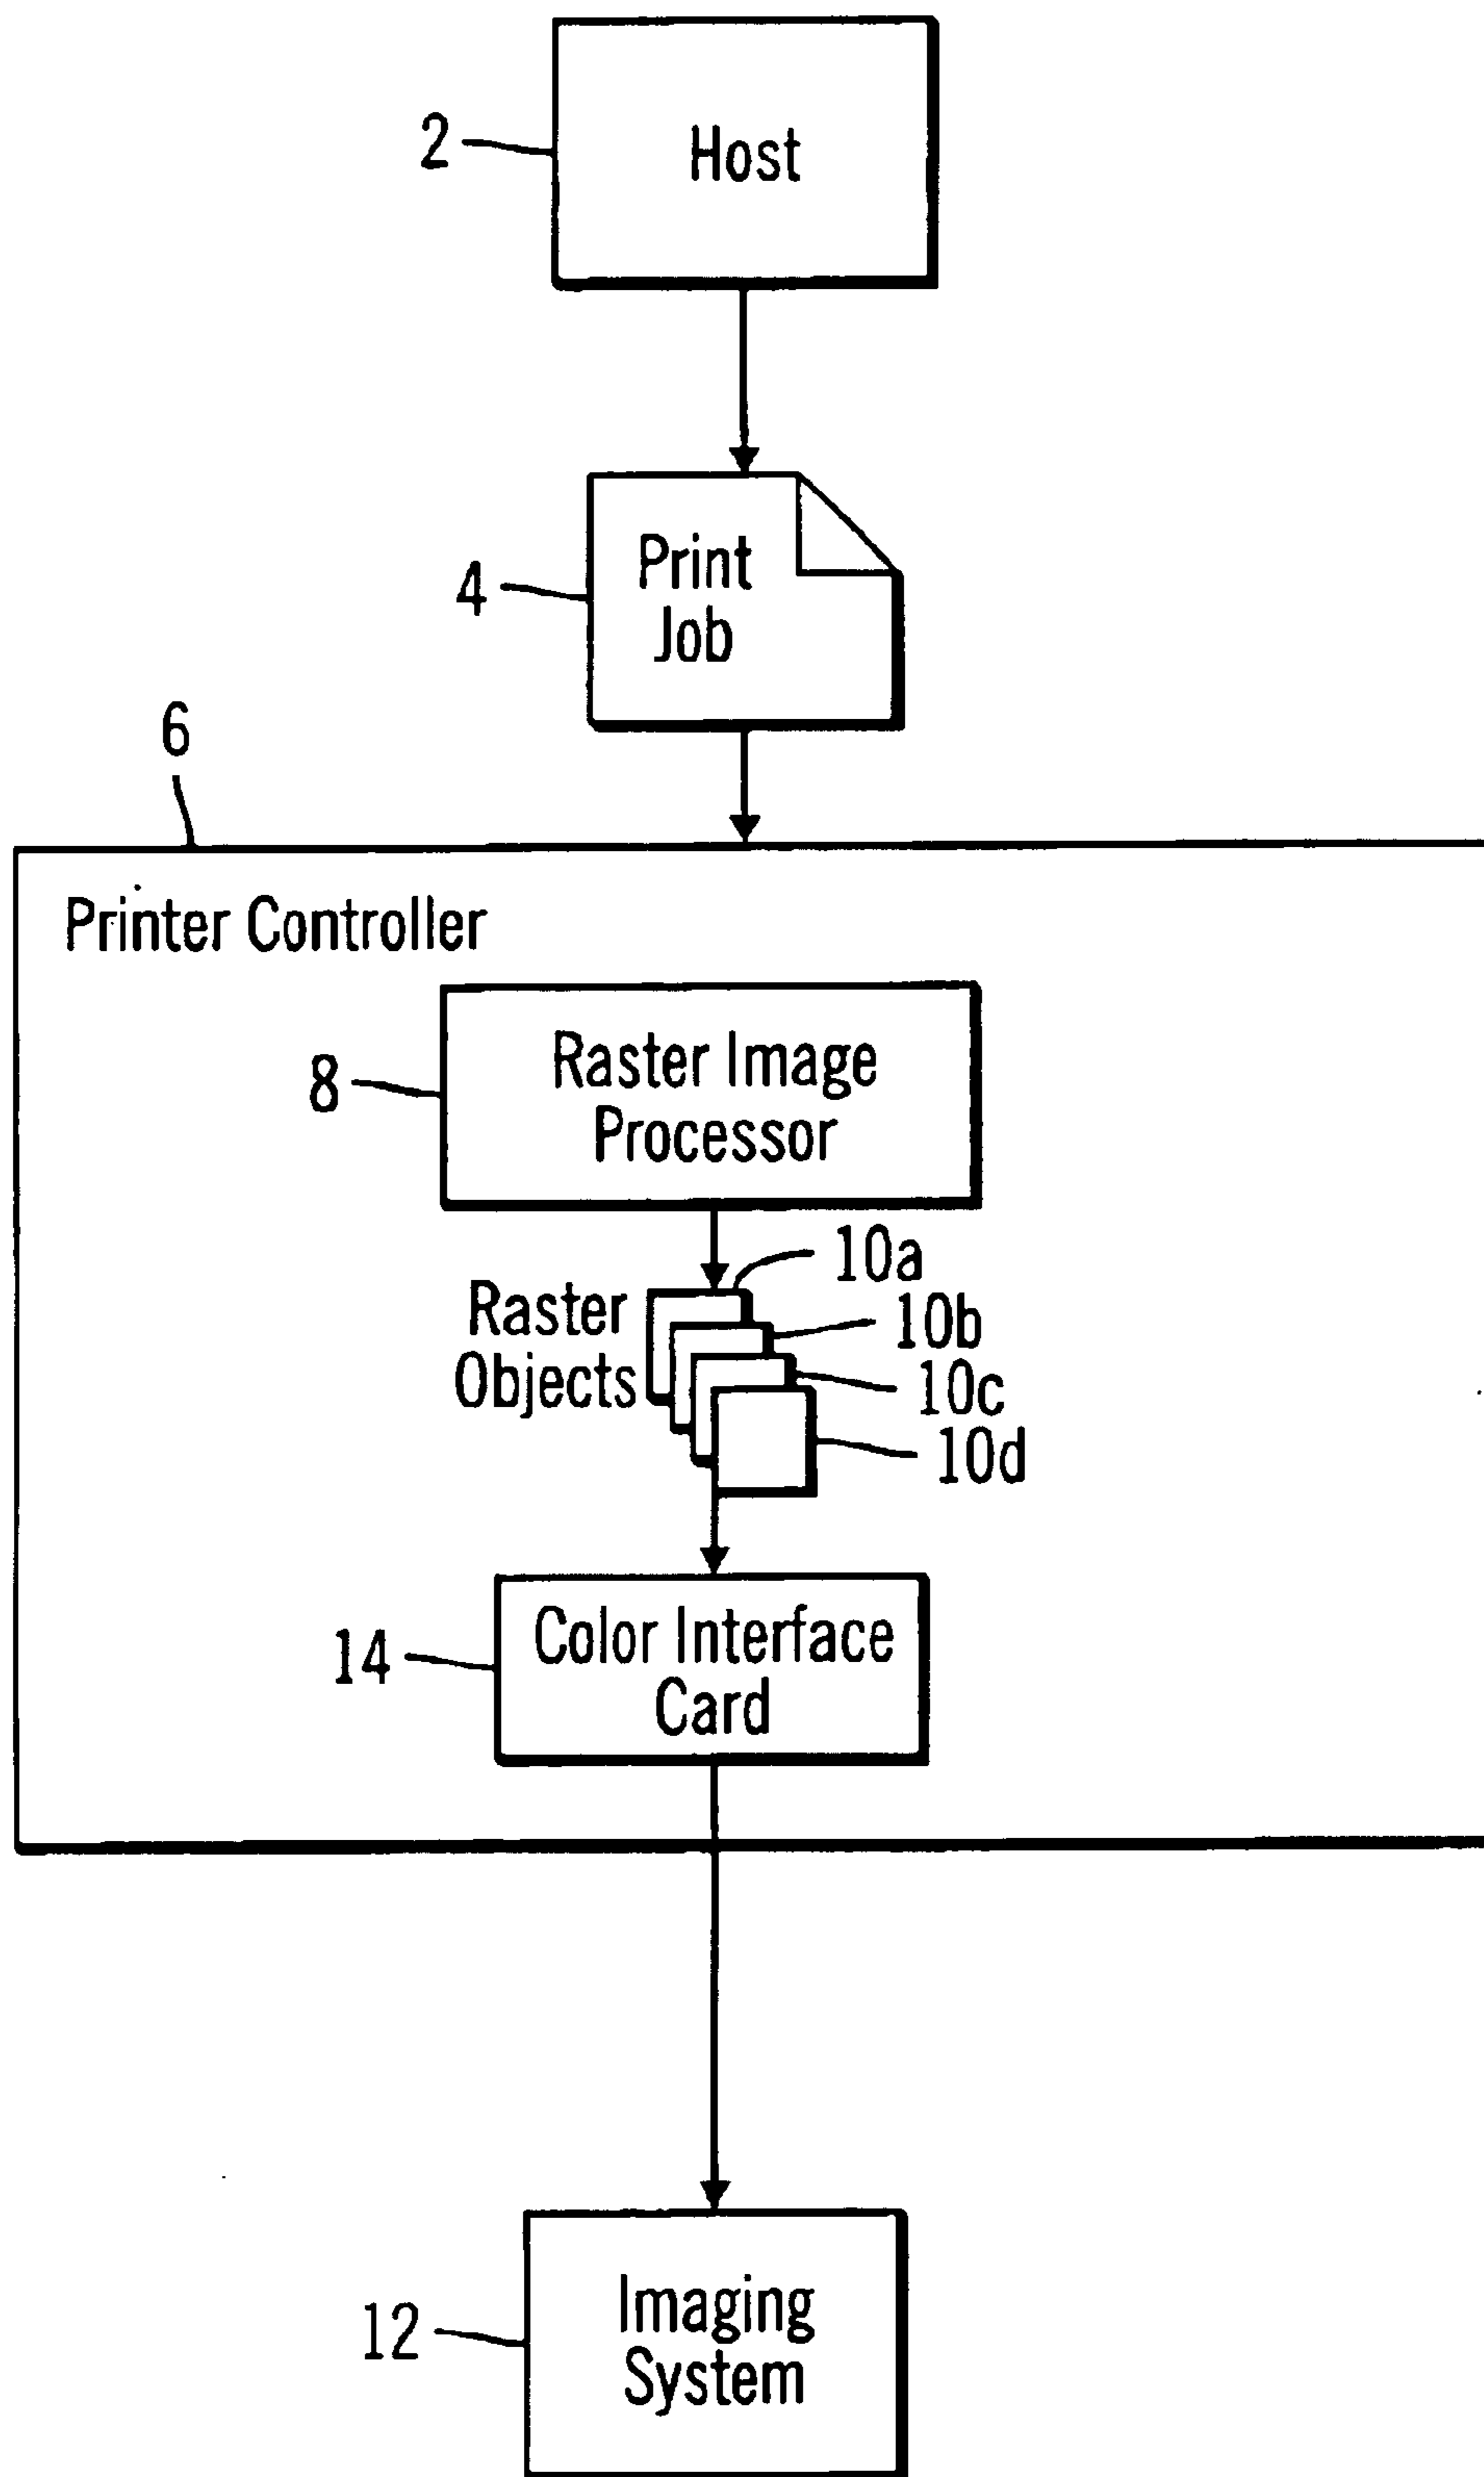 2
Host
4
Print
Job
6
Printer Controller
8
Raster Image
Processor
10a
Raster
Objects
10b
10c
10d
14
Color Interface
Card
12
Imaging
System